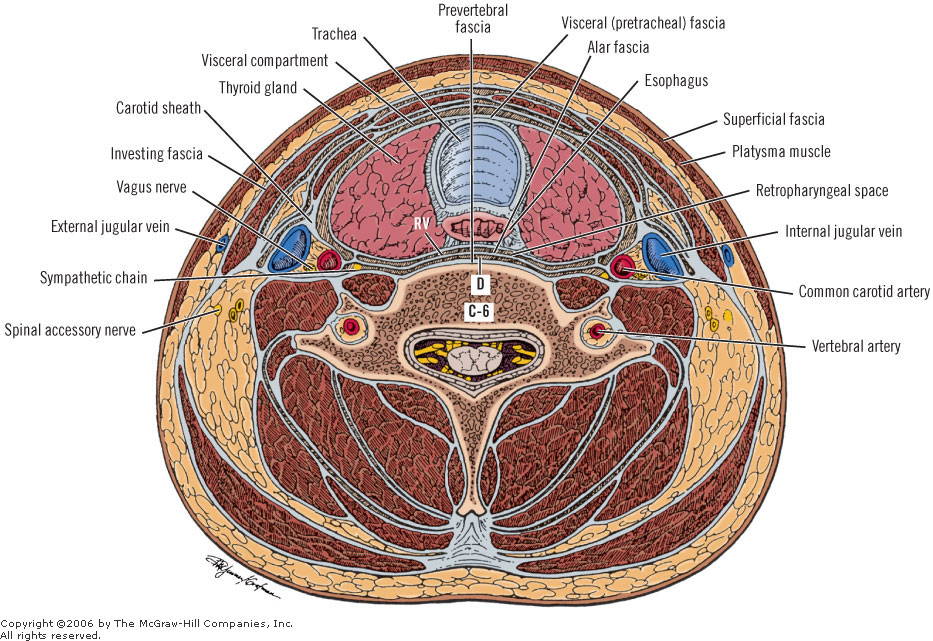 Prevertebral
fascia
Trachea
Visceral (pretracheal) fascia
Alar fascia
Visceral compartment
Esophagus
Thyroid gland
Carotid sheath
Superficial fascia
Investing fascia
Platysma muscle
Vagus nerve
Retropharyngeal space
External jugular vein
RV
Internal jugular vein
Sympathetic chain
D
Common carotid artery
C-6
Spinal accessory nerve
Vertebral artery
Copyright ©2006 by The McGraw-Hill Companies, Inc.
All rights reserved.